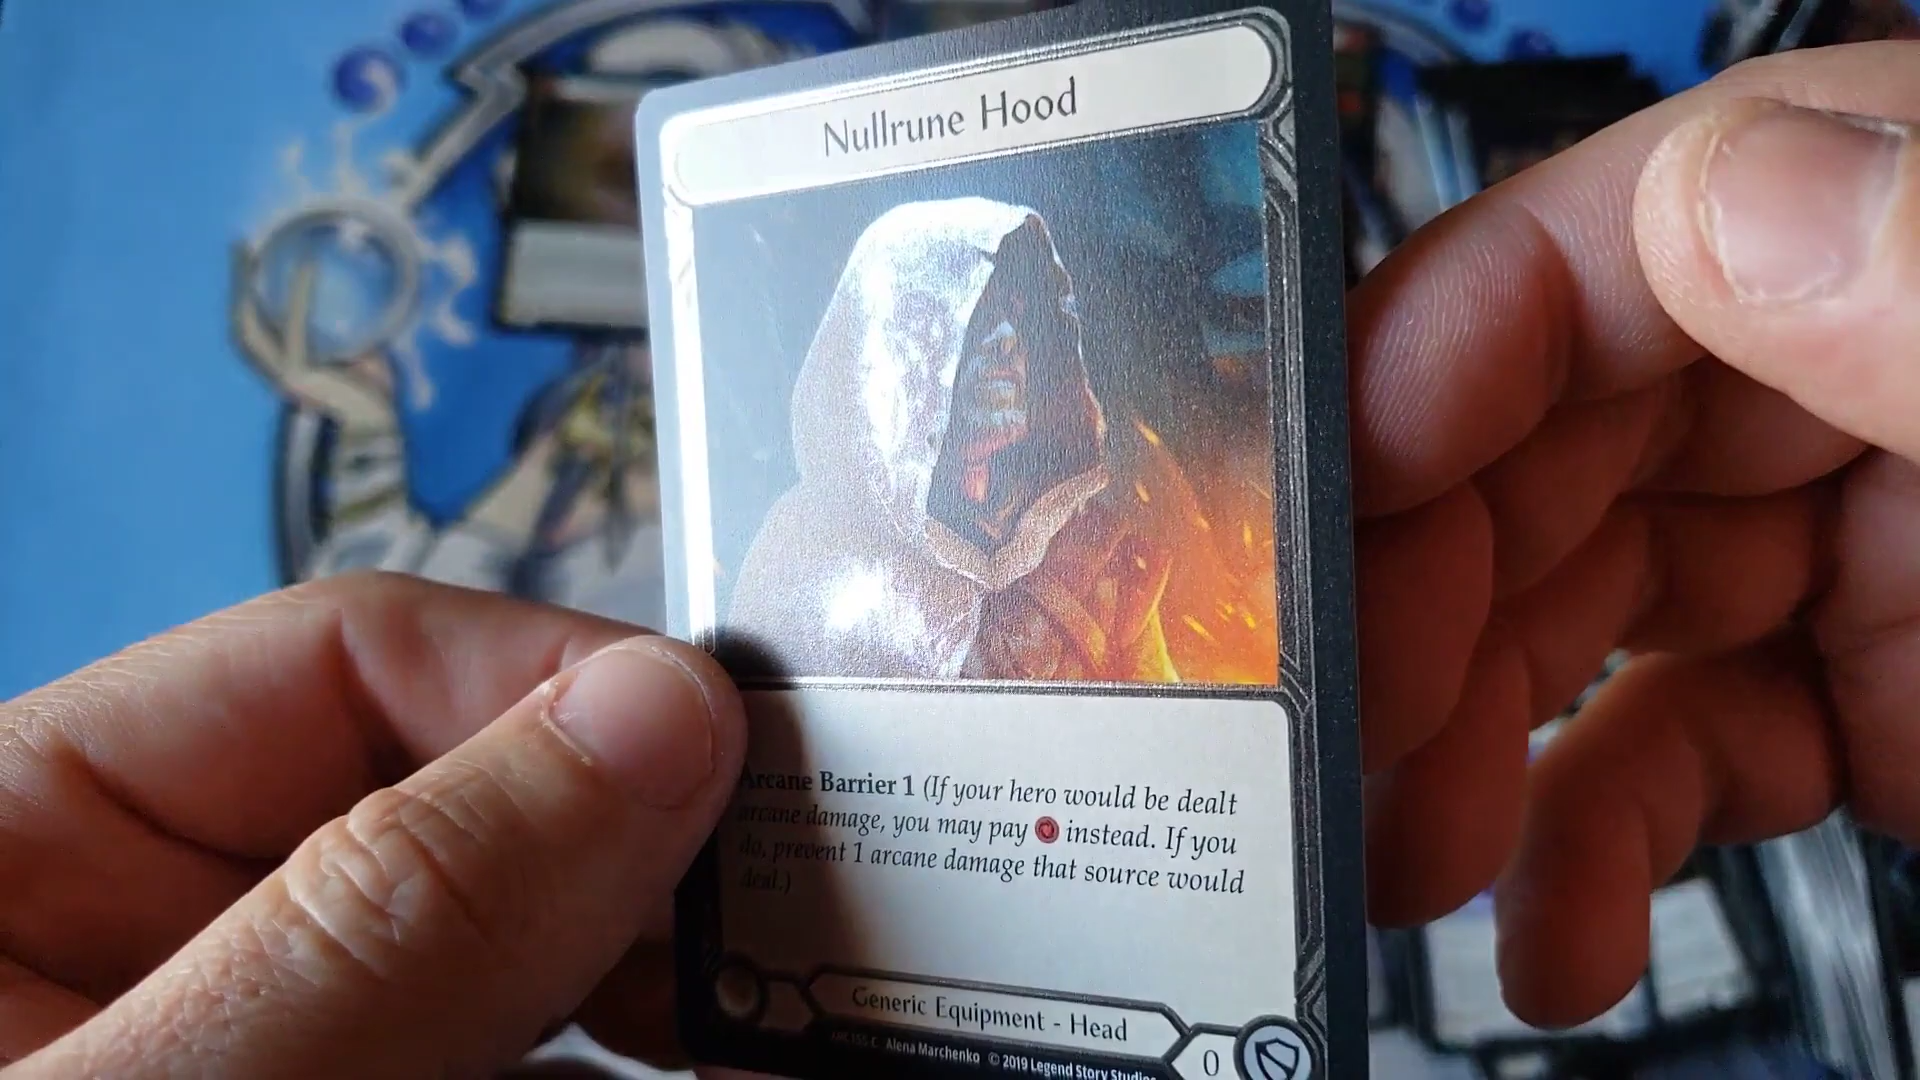 Nullrune Hood
Arcane Barrier 1 (If your hero would be dealt
arcane damage, you may pay instead. If you
do, prevent 1 arcane damage that source would
deal.)
Generic Equipment - Head
Alena Marchenko © 2019 Legend Story Studios
0